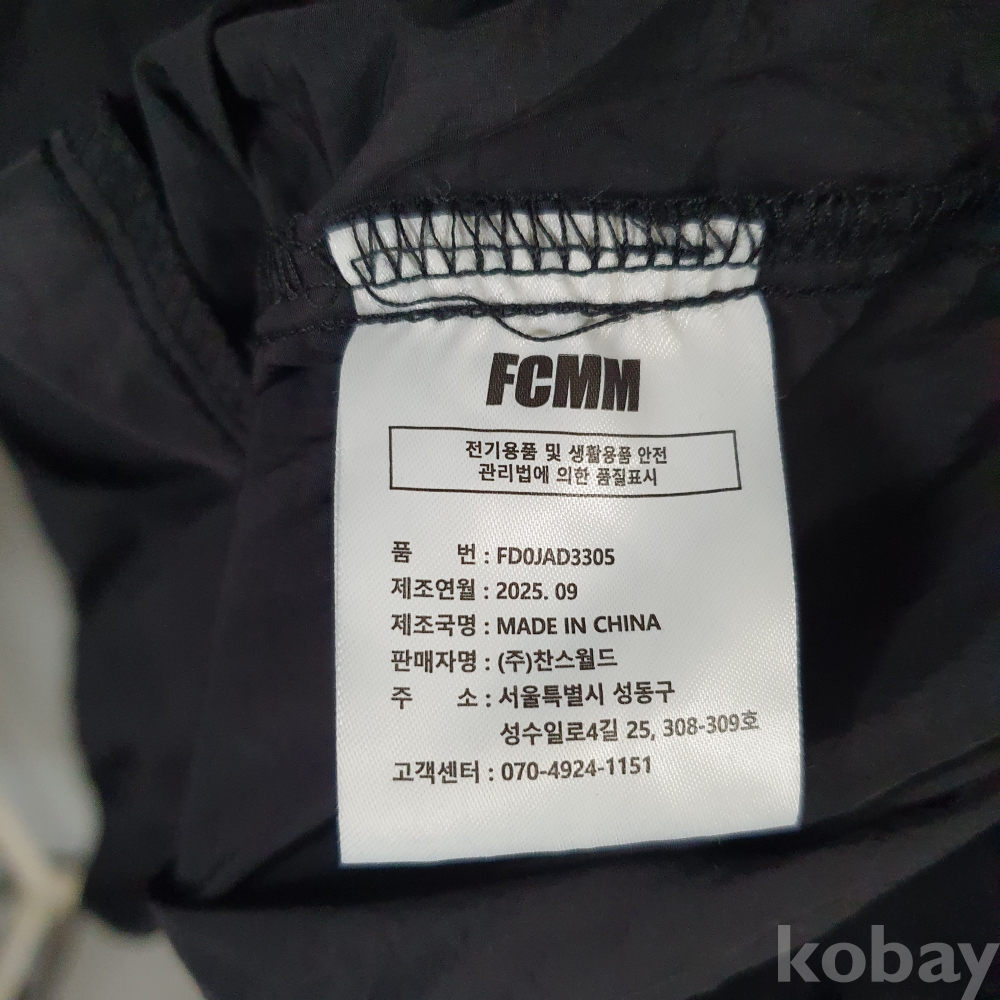 FCMM
전기용품 및 생활용품 안전
관리법에 의한 품질표시
품 번 : FD0JAD3305
제조연월 : 2025. 09
제조국명 : MADE IN CHINA
판매자명 : (주)찬스월드
주 소 : 서울특별시 성동구
성수일로4길 25, 308-309호
고객센터 : 070-4924-1151
kobay